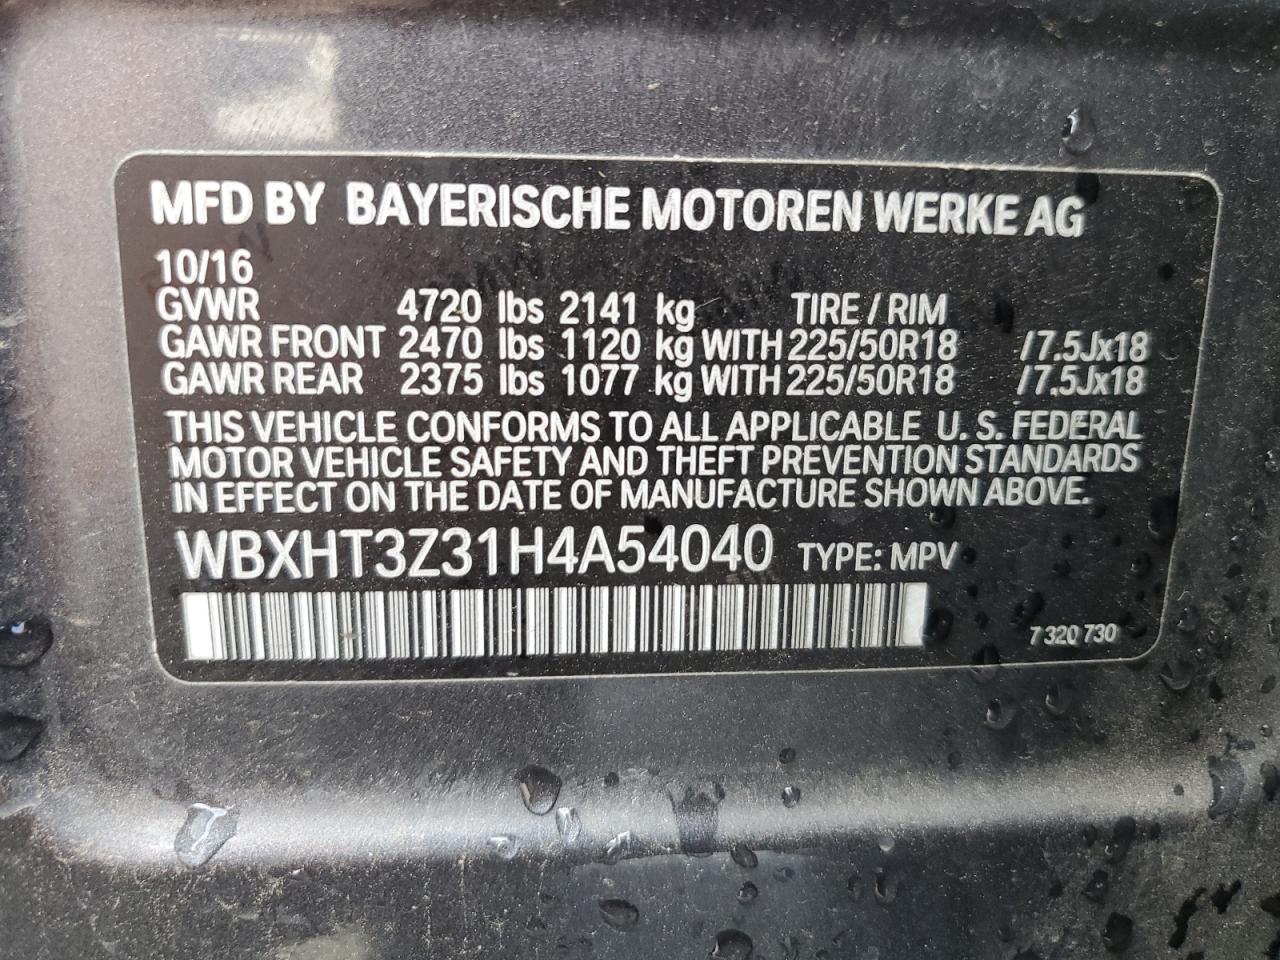 MFD BY BAYERISCHE MOTOREN WERKE AG
10/16
GVWR 4720 lbs 2141 kg TIRE / RIM
GAWR FRONT 2470 lbs 1120 kg WITH 225/50R18 /7.5Jx18
GAWR REAR 2375 lbs 1077 kg WITH 225/50R18 /7.5Jx18
THIS VEHICLE CONFORMS TO ALL APPLICABLE U. S. FEDERAL
MOTOR VEHICLE SAFETY AND THEFT PREVENTION STANDARDS
IN EFFECT ON THE DATE OF MANUFACTURE SHOWN ABOVE.
WBXHT3Z31H4A54040 TYPE: MPV
7 320 730